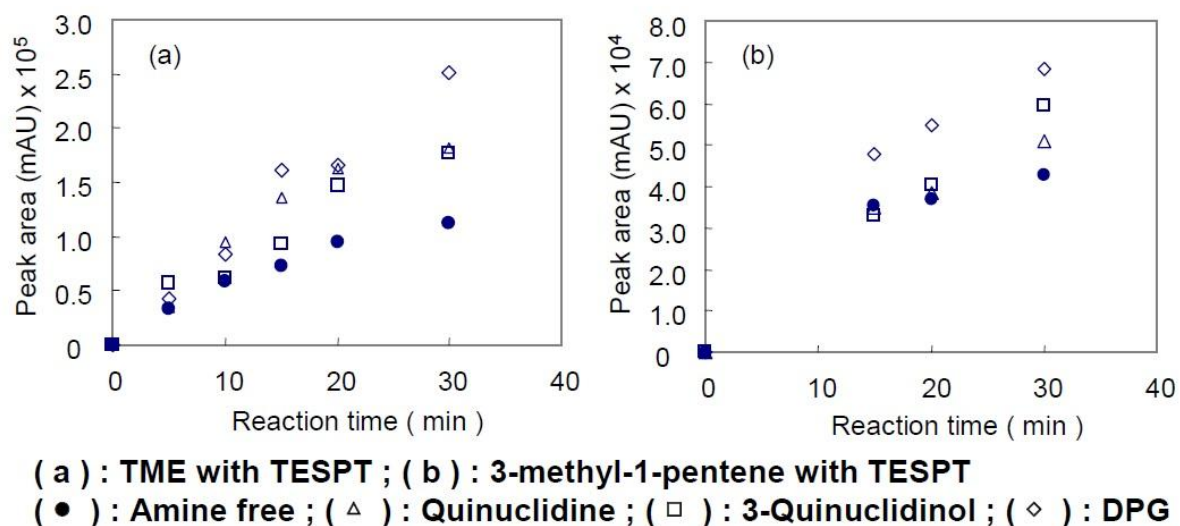 (a)
3.0
2.5
2.0
1.5
1.0
0.5
0
Peak area (mAU) x 10⁵
0 10 20 30 40
Reaction time ( min )
(b)
8.0
7.0
6.0
5.0
4.0
3.0
2.0
1.0
0
Peak area (mAU) x 10⁴
0 10 20 30 40
Reaction time ( min )
( a ) : TME with TESPT ; ( b ) : 3-methyl-1-pentene with TESPT
( ● ) : Amine free ; ( △ ) : Quinuclidine ; ( □ ) : 3-Quinuclidinol ; ( ◇ ) : DPG